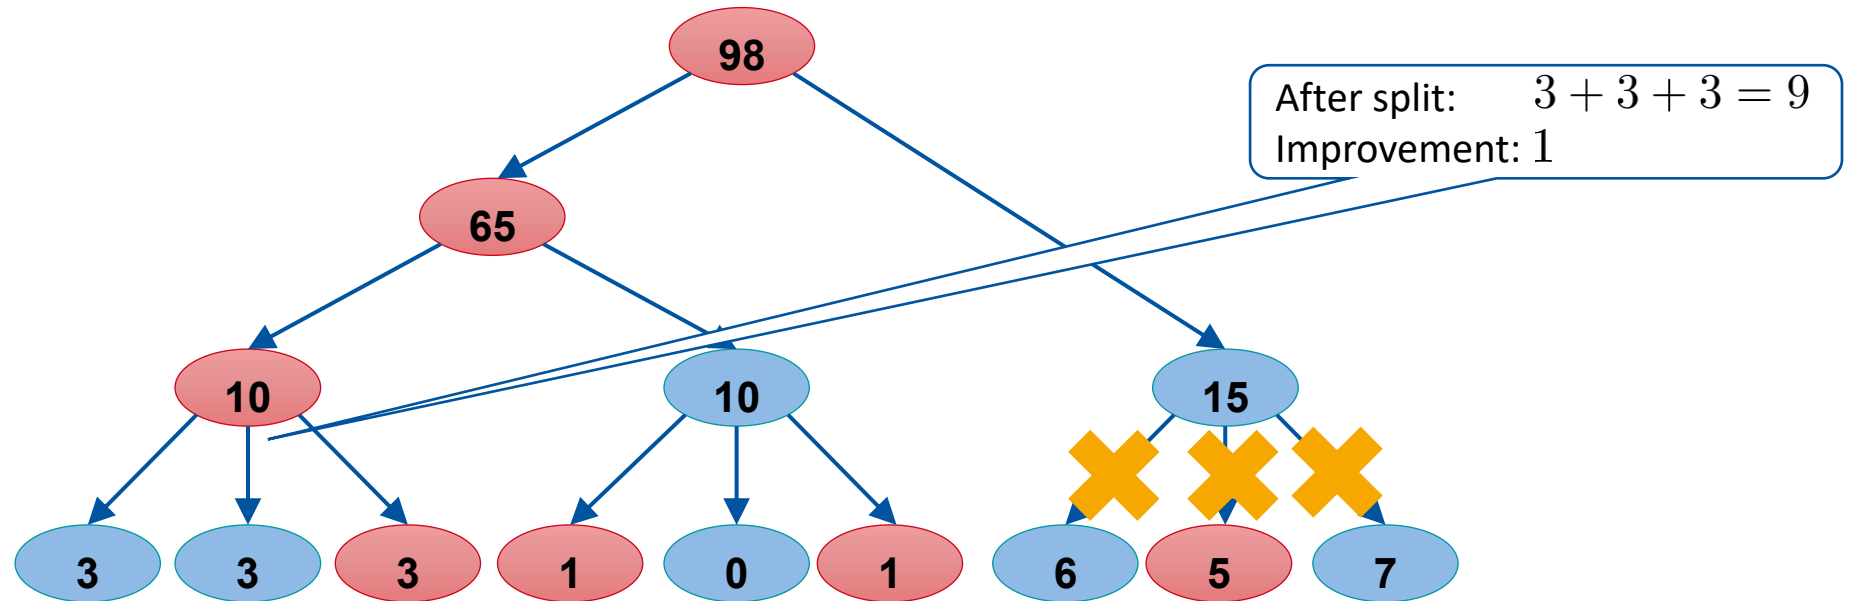 98
After split: 3 + 3 + 3 = 9
Improvement: 1
65
10 10 15
3 3 3 1 0 1 6 5 7